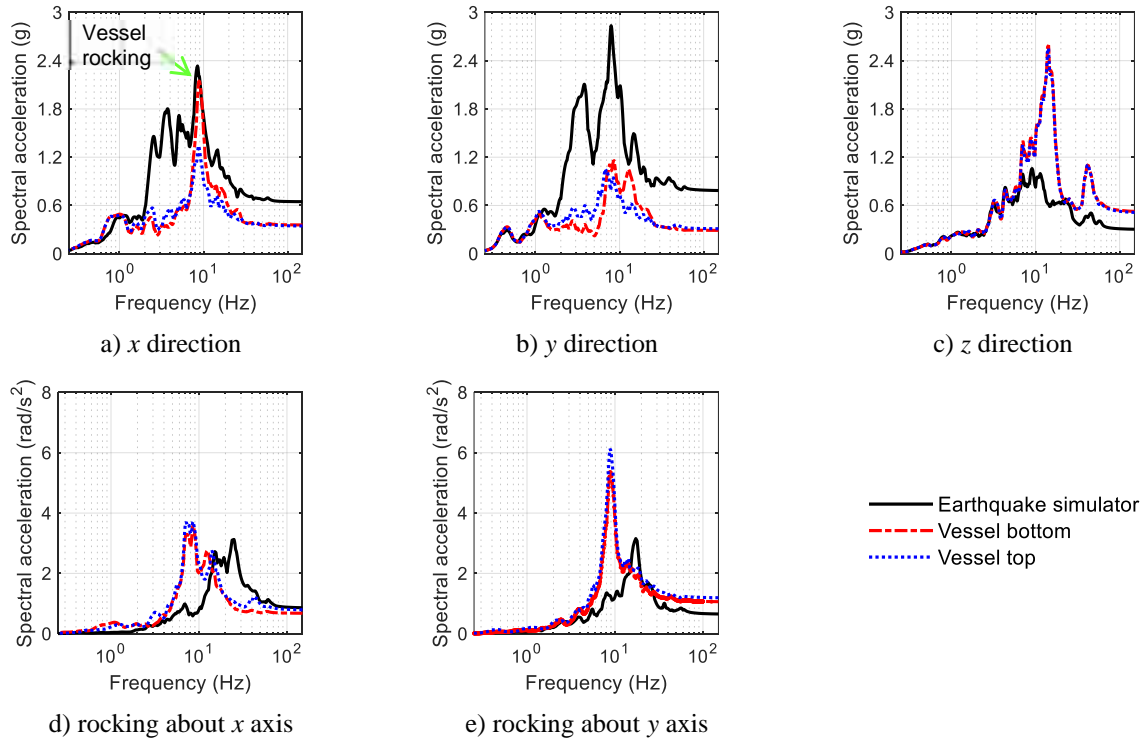 Vessel
rocking
Spectral acceleration (g)
3
2.4
1.8
1.2
0.6
0
10^0 10^1 10^2
Frequency (Hz)
a) x direction
Spectral acceleration (g)
3
2.4
1.8
1.2
0.6
0
10^0 10^1 10^2
Frequency (Hz)
b) y direction
Spectral acceleration (g)
3
2.4
1.8
1.2
0.6
0
10^0 10^1 10^2
Frequency (Hz)
c) z direction
Spectral acceleration (rad/s^2)
8
6
4
2
0
10^0 10^1 10^2
Frequency (Hz)
d) rocking about x axis
Spectral acceleration (rad/s^2)
8
6
4
2
0
10^0 10^1 10^2
Frequency (Hz)
e) rocking about y axis
Earthquake simulator
Vessel bottom
Vessel top